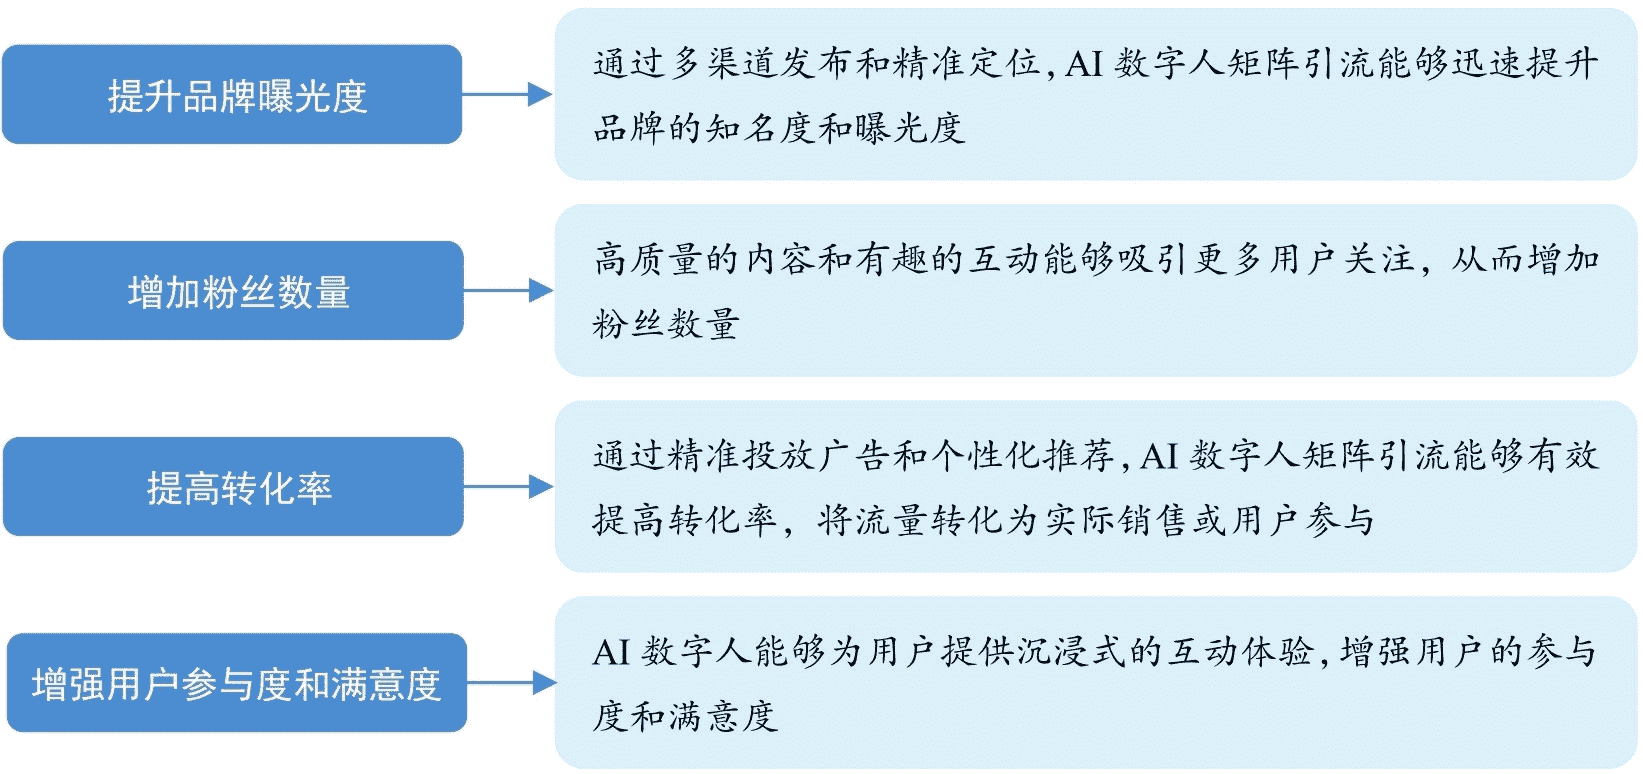 提升品牌曝光度
通过多渠道发布和精准定位,AI 数字人矩阵引流能够迅速提升
品牌的知名度和曝光度
增加粉丝数量
高质量的内容和有趣的互动能够吸引更多用户关注，从而增加
粉丝数量
提高转化率
通过精准投放广告和个性化推荐,AI 数字人矩阵引流能够有效
提高转化率，将流量转化为实际销售或用户参与
增强用户参与度和满意度
AI 数字人能够为用户提供沉浸式的互动体验,增强用户的参与
度和满意度